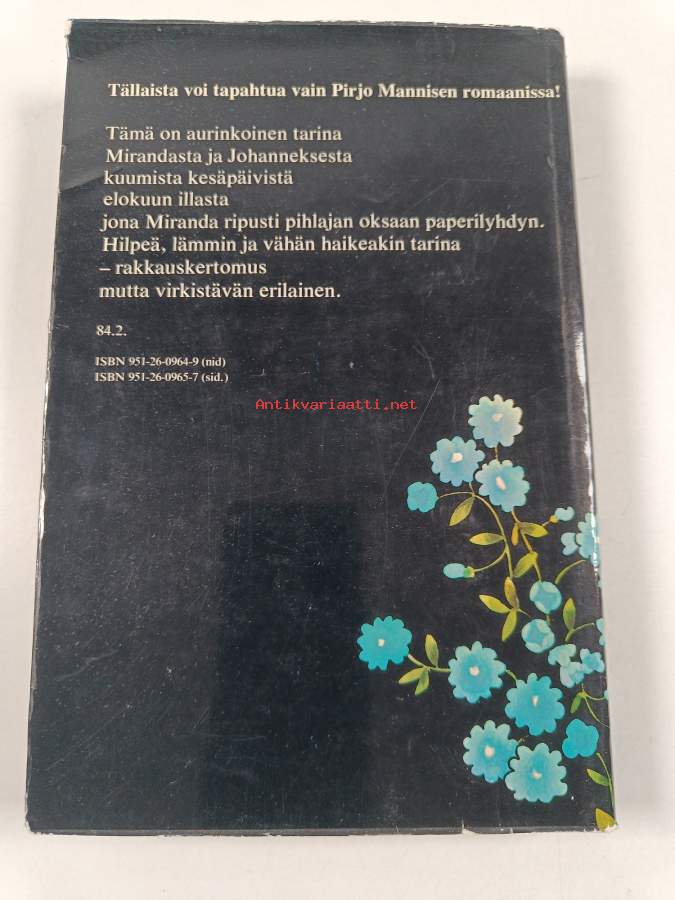 Tällaista voi tapahtua vain Pirjo Mannisen romaanissa!
Tämä on aurinkoinen tarina
Mirandasta ja Johanneksesta
kuumista kesäpäivistä
elokuun illasta
jona Miranda ripusti pihlajan oksaan paperilyhdyn.
Hilpeä, lämmin ja vähän haikeakin tarina
– rakkauskertomus
mutta virkistävän erilainen.
84.2.
ISBN 951-26-0964-9 (nid)
ISBN 951-26-0965-7 (sid.)
Antikvariaatti.net